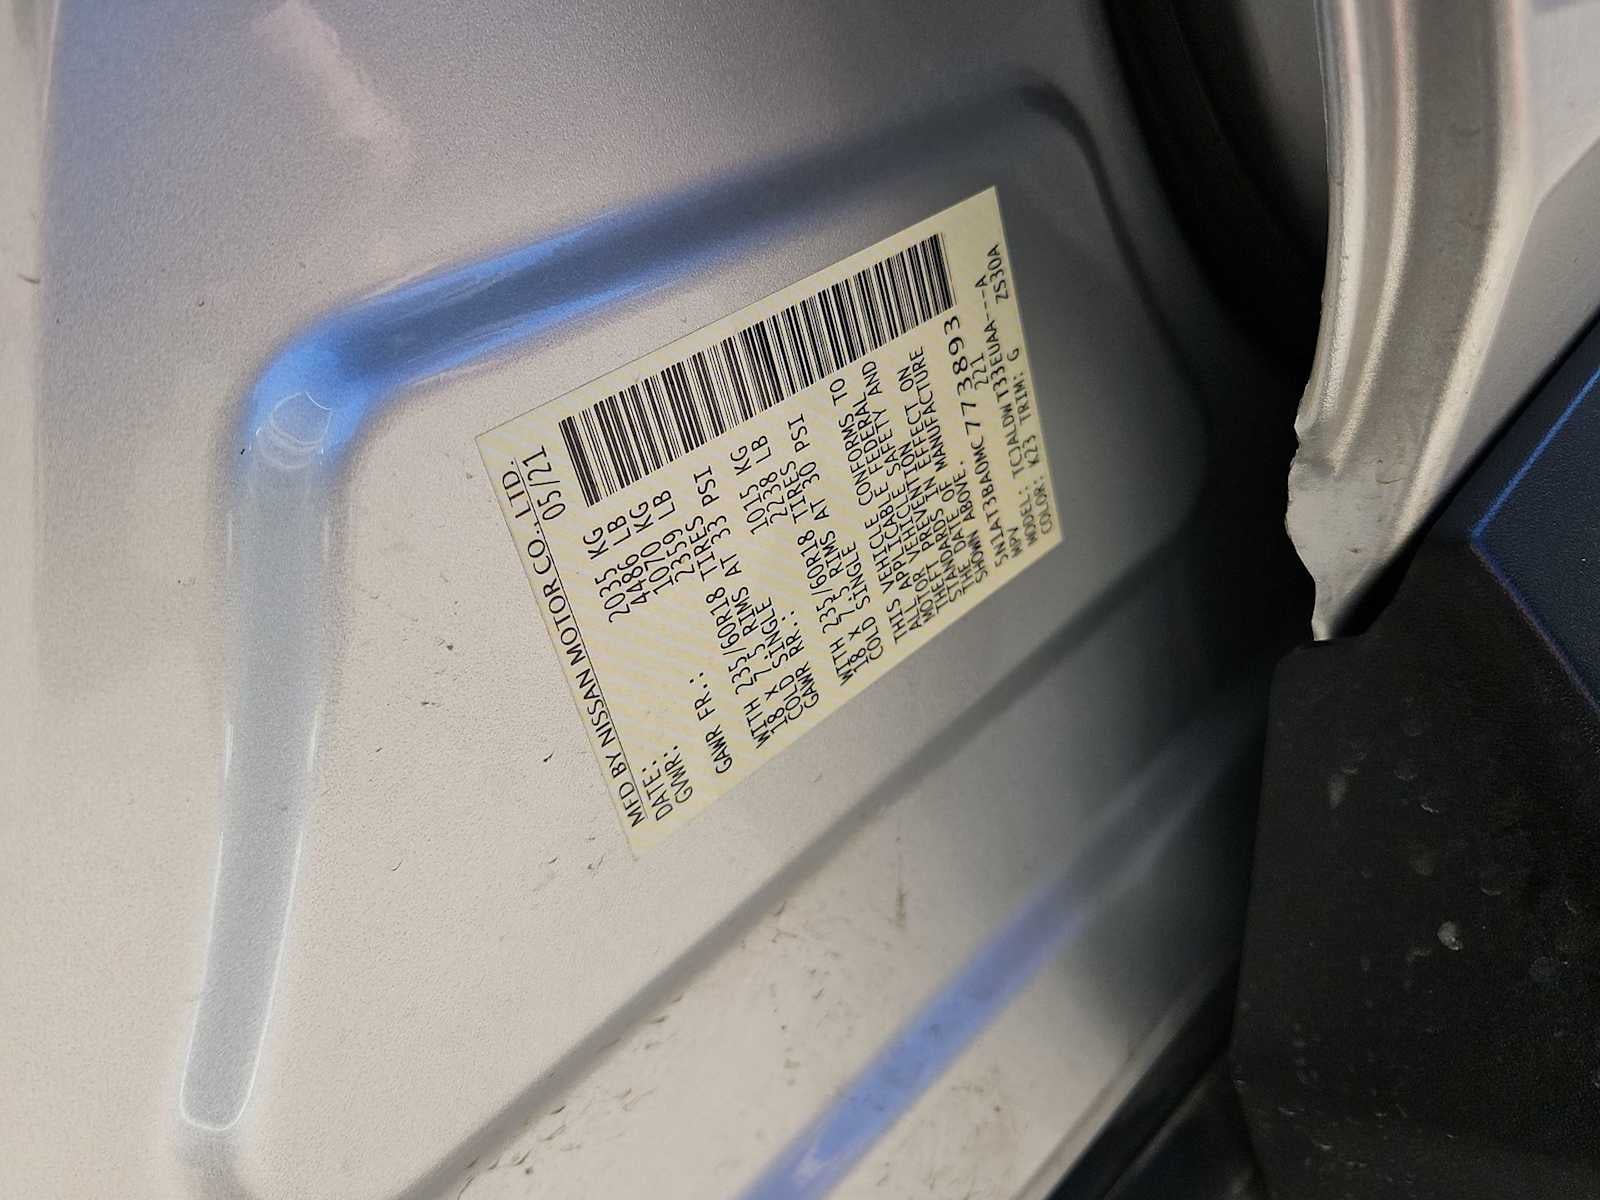 MFD BY NISSAN MOTOR CO., LTD.
DATE: 05/21
GVWR: 2035 KG
4486 LB
GAWR FR.: 1070 KG
2359 LB
WITH 235/60R18 TIRES
18 x 7.5 RIMS AT 33 PSI
COLD SINGLE
GAWR RR.: 1015 KG
2238 LB
WITH 235/60R18 TIRES
18 x 7.5 RIMS AT 30 PSI
COLD SINGLE
THIS VEHICLE CONFORMS TO
ALL APPLICABLE FEDERAL
MOTOR VEHICLE SAFETY AND
THEFT PREVENTION
STANDARDS IN EFFECT ON
THE DATE OF MANUFACTURE
SHOWN ABOVE.
5N1AT3BA0MC773893
MPV 221
MODEL: TCJAALDWT33EUAA---A
COLOR: K23 TRIM: G ZS30A